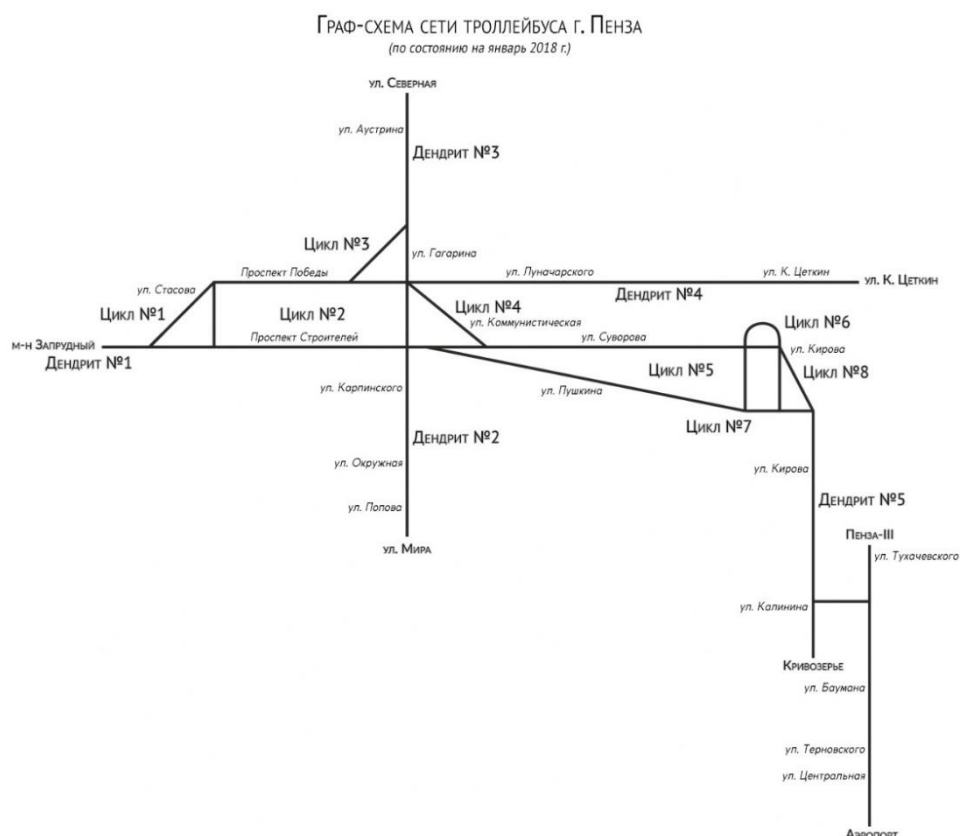 Граф-схема сети троллейбуса г. Пенза
(по состоянию на январь 2018 г.)
ул. Северная
ул. Аустрина
Дендрит №3
Цикл №3
ул. Гагарина
Проспект Победы
ул. Луначарского
ул. К. Цеткин
ул. К. Цеткин
ул. Стасова
Дендрит №4
Цикл №1
Цикл №2
Цикл №4
ул. Коммунистическая
Цикл №6
м-н Запрудный
Проспект Строителей
ул. Суворова
ул. Кирова
Дендрит №1
Цикл №5
Цикл №8
ул. Карпинского
ул. Пушкина
Цикл №7
Дендрит №2
ул. Окружная
ул. Кирова
ул. Попова
Дендрит №5
ул. Мира
Пенза-III
ул. Тухачевского
ул. Калинина
Кривозерье
ул. Баумана
ул. Терновского
ул. Центральная
Аэропорт